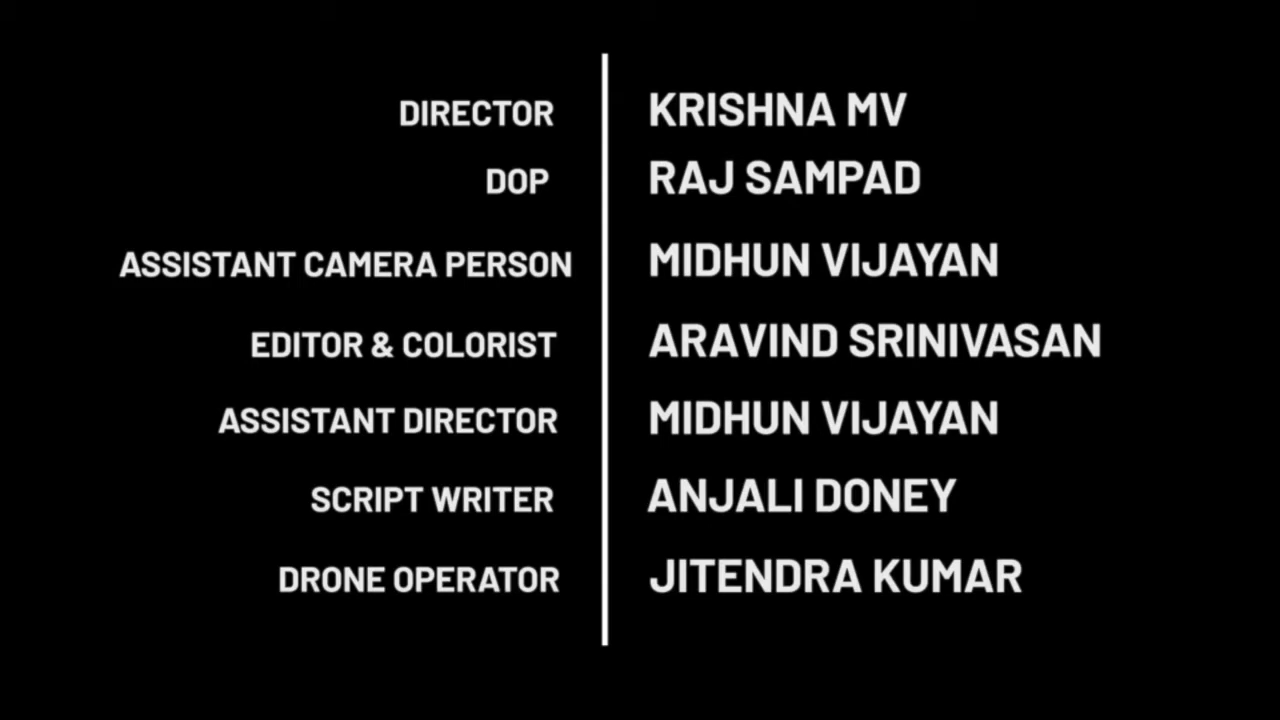 DIRECTOR KRISHNA MV
DOP RAJ SAMPAD
ASSISTANT CAMERA PERSON MIDHUN VIJAYAN
EDITOR & COLORIST ARAVIND SRINIVASAN
ASSISTANT DIRECTOR MIDHUN VIJAYAN
SCRIPT WRITER ANJALI DONEY
DRONE OPERATOR JITENDRA KUMAR